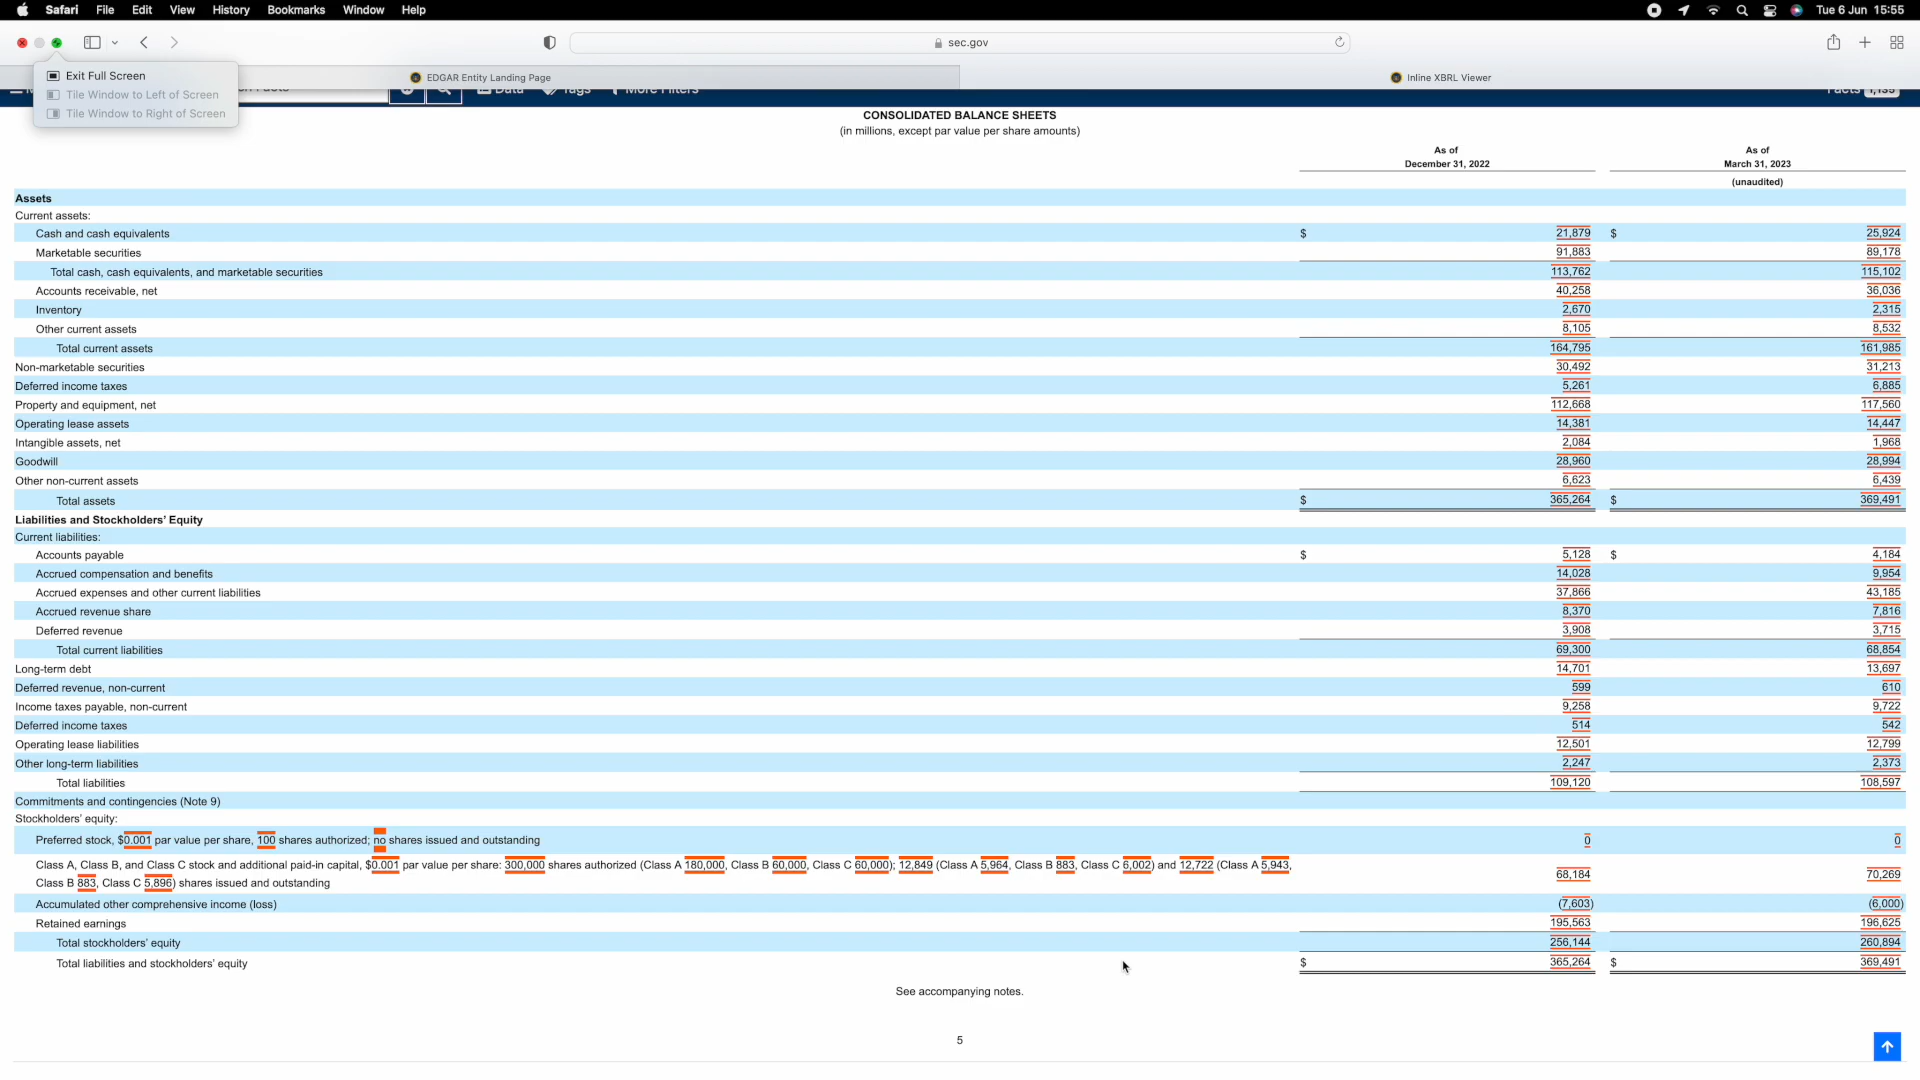 Safari File Edit View History Bookmarks Window Help Tue 6 Jun 15:55
sec.gov
EDGAR Entity Landing Page Inline XBRL Viewer
Exit Full Screen
Tile Window to Left of Screen
Tile Window to Right of Screen
Data Tags More Filters Facts 1,135
CONSOLIDATED BALANCE SHEETS
(in millions, except par value per share amounts)
As of As of
December 31, 2022 March 31, 2023
(unaudited)
Assets
Current assets:
Cash and cash equivalents $ 21,879 $ 25,924
Marketable securities 91,883 89,178
Total cash, cash equivalents, and marketable securities 113,762 115,102
Accounts receivable, net 40,258 36,036
Inventory 2,670 2,315
Other current assets 8,105 8,532
Total current assets 164,795 161,985
Non-marketable securities 30,492 31,213
Deferred income taxes 5,261 6,885
Property and equipment, net 112,668 117,560
Operating lease assets 14,381 14,447
Intangible assets, net 2,084 1,968
Goodwill 28,960 28,994
Other non-current assets 6,623 6,439
Total assets $ 365,264 $ 369,491
Liabilities and Stockholders' Equity
Current liabilities:
Accounts payable $ 5,128 $ 4,184
Accrued compensation and benefits 14,028 9,954
Accrued expenses and other current liabilities 37,866 43,185
Accrued revenue share 8,370 7,816
Deferred revenue 3,908 3,715
Total current liabilities 69,300 68,854
Long-term debt 14,701 13,697
Deferred revenue, non-current 599 610
Income taxes payable, non-current 9,258 9,722
Deferred income taxes 514 542
Operating lease liabilities 12,501 12,799
Other long-term liabilities 2,247 2,373
Total liabilities 109,120 108,597
Commitments and contingencies (Note 9)
Stockholders' equity:
Preferred stock, $0.001 par value per share, 100 shares authorized; no shares issued and outstanding 0 0
Class A, Class B, and Class C stock and additional paid-in capital, $0.001 par value per share: 300,000 shares authorized (Class A 180,000, Class B 60,000, Class C 60,000); 12,849 (Class A 5,964, Class B 883, Class C 6,002) and 12,722 (Class A 5,943,
Class B 883, Class C 5,896) shares issued and outstanding 68,184 70,269
Accumulated other comprehensive income (loss) (7,603) (6,000)
Retained earnings 195,563 196,625
Total stockholders' equity 256,144 260,894
Total liabilities and stockholders' equity $ 365,264 $ 369,491
See accompanying notes.
5